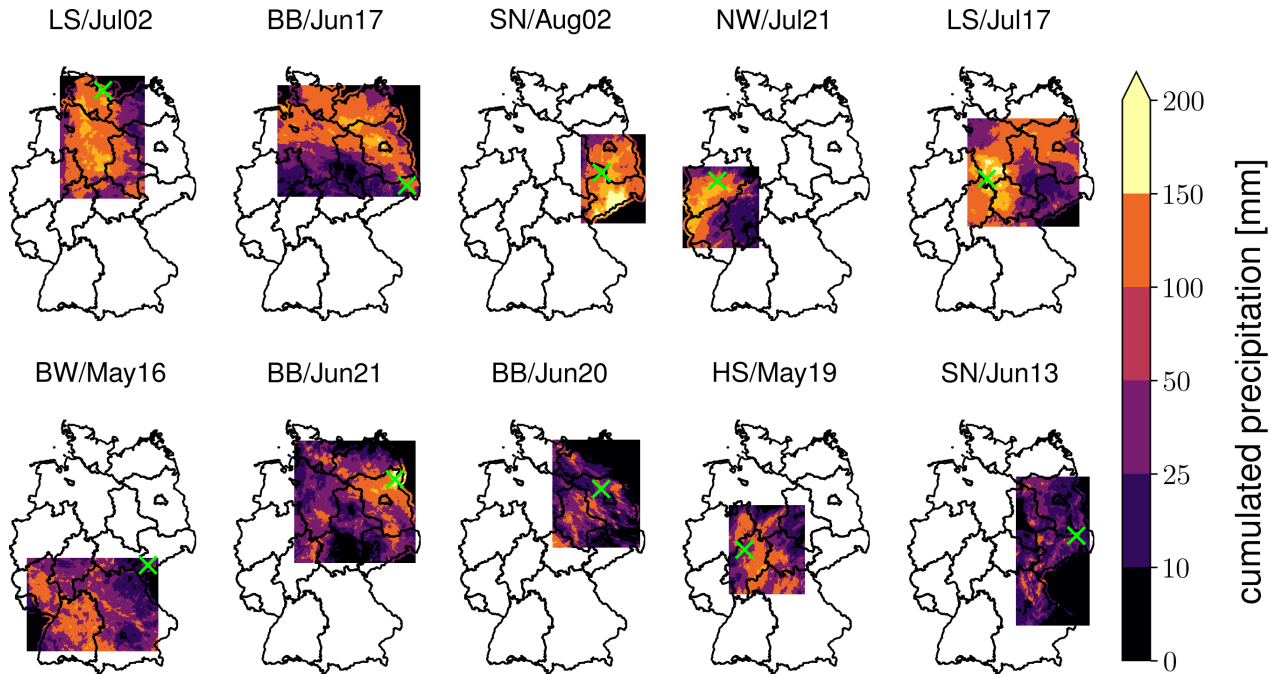 LS/Jul02
BB/Jun17
SN/Aug02
NW/Jul21
LS/Jul17
BW/May16
BB/Jun21
BB/Jun20
HS/May19
SN/Jun13
200
150
100
50
25
10
0
cumulated precipitation [mm]